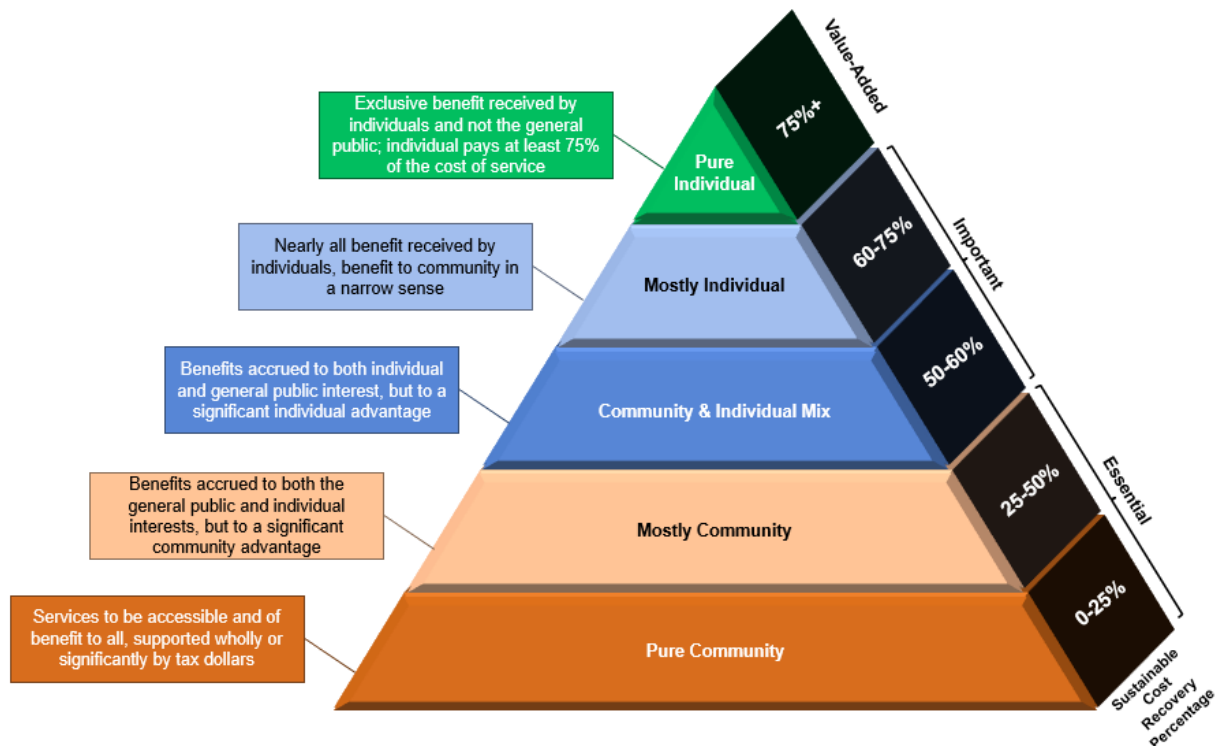 Value-Added
75%+
Exclusive benefit received by
individuals and not the general
public; individual pays at least 75%
of the cost of service
Pure
Individual
60-75%
Important
Nearly all benefit received by
individuals, benefit to community in
a narrow sense
Mostly Individual
50-60%
Benefits accrued to both individual
and general public interest, but to a
significant individual advantage
Community & Individual Mix
25-50%
Essential
Benefits accrued to both the
general public and individual
interests, but to a significant
community advantage
Mostly Community
0-25%
Services to be accessible and of
benefit to all, supported wholly or
significantly by tax dollars
Pure Community
Sustainable
Cost
Recovery
Percentage